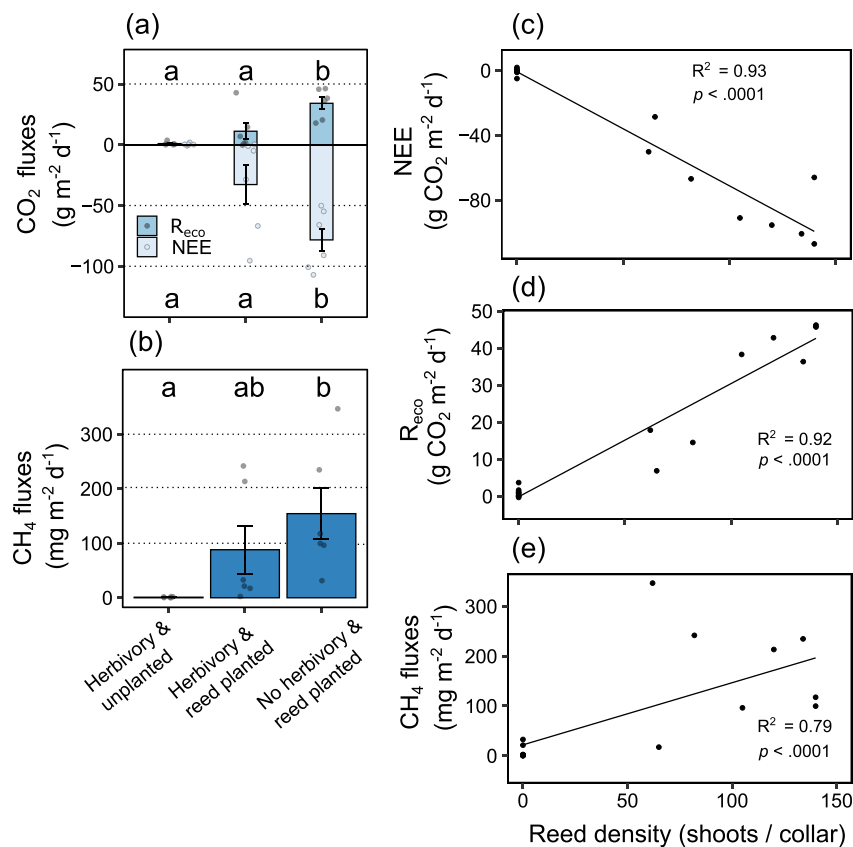 (a)
a a b
50
0
−50
−100
CO2 fluxes
(g m-2 d-1)
Reco
NEE
a a b
(b)
a ab b
300
200
100
0
CH4 fluxes
(mg m-2 d-1)
Herbivory &
unplanted
Herbivory &
reed planted
No herbivory &
reed planted
(c)
0
−40
−80
NEE
(g CO2 m-2 d-1)
R2 = 0.93
p < .0001
(d)
50
40
30
20
10
0
Reco
(g CO2 m-2 d-1)
R2 = 0.92
p < .0001
(e)
300
200
100
0
CH4 fluxes
(mg m-2 d-1)
R2 = 0.79
p < .0001
0 50 100 150
Reed density (shoots / collar)